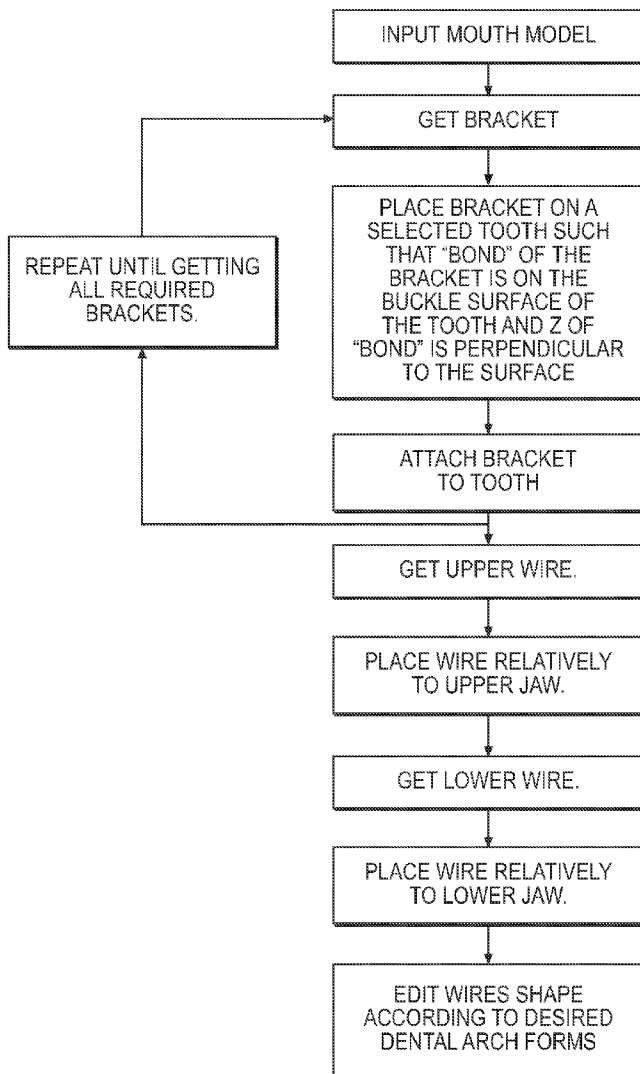 INPUT MOUTH MODEL
GET BRACKET
PLACE BRACKET ON A
SELECTED TOOTH SUCH
THAT “BOND” OF THE
BRACKET IS ON THE
BUCKLE SURFACE OF
THE TOOTH AND Z OF
“BOND” IS PERPENDICULAR
TO THE SURFACE
REPEAT UNTIL GETTING
ALL REQUIRED
BRACKETS.
ATTACH BRACKET
TO TOOTH
GET UPPER WIRE.
PLACE WIRE RELATIVELY
TO UPPER JAW.
GET LOWER WIRE.
PLACE WIRE RELATIVELY
TO LOWER JAW.
EDIT WIRES SHAPE
ACCORDING TO DESIRED
DENTAL ARCH FORMS